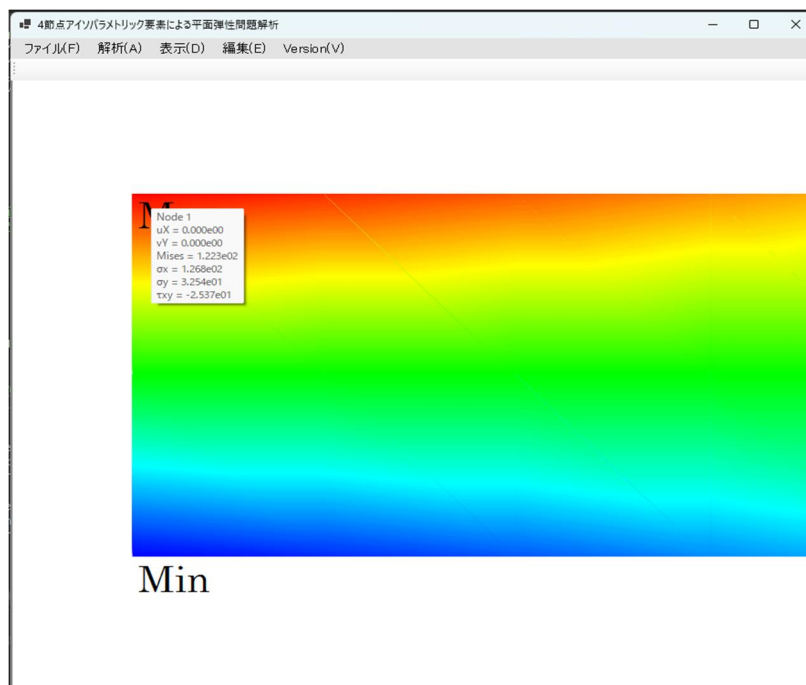 4節点アイソパラメトリック要素による平面弾性問題解析
ファイル(F) 解析(A) 表示(D) 編集(E) Version(V)
Node 1
uX = 0.000e00
vY = 0.000e00
Mises = 1.223e02
σx = 1.268e02
σy = 3.254e01
τxy = -2.537e01
Min